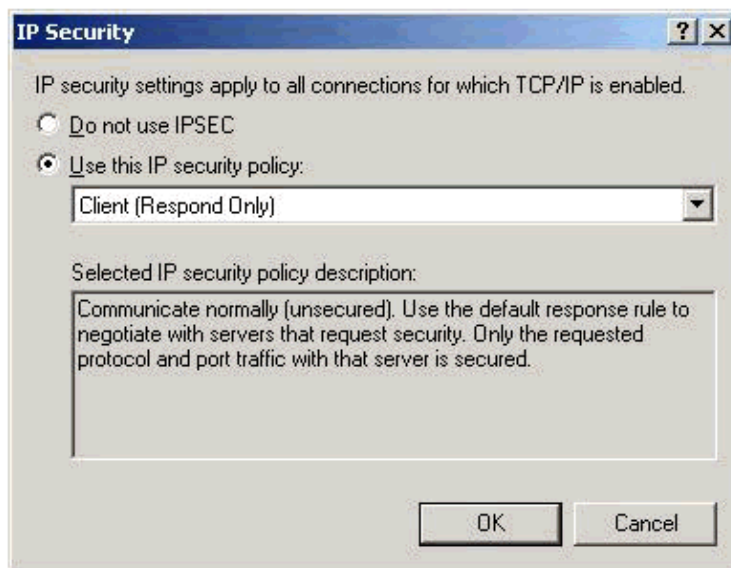 IP Security
IP security settings apply to all connections for which TCP/IP is enabled.
Do not use IPSEC
Use this IP security policy:
Client (Respond Only)
Selected IP security policy description:
Communicate normally (unsecured). Use the default response rule to
negotiate with servers that request security. Only the requested
protocol and port traffic with that server is secured.
OK Cancel